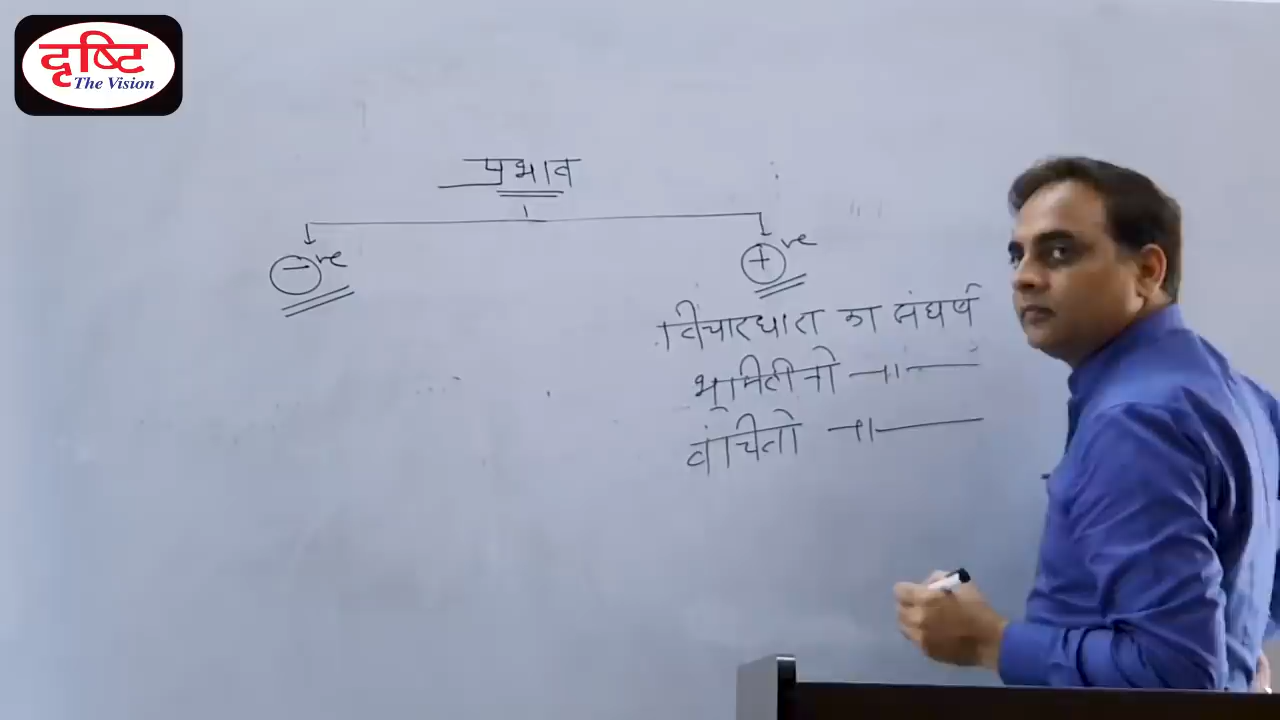 दृष्टि
The Vision
प्रभाव
- ve
+ ve
विचारधारा का संघर्ष
भूमिहीनो —〃—
वंचितो —〃—